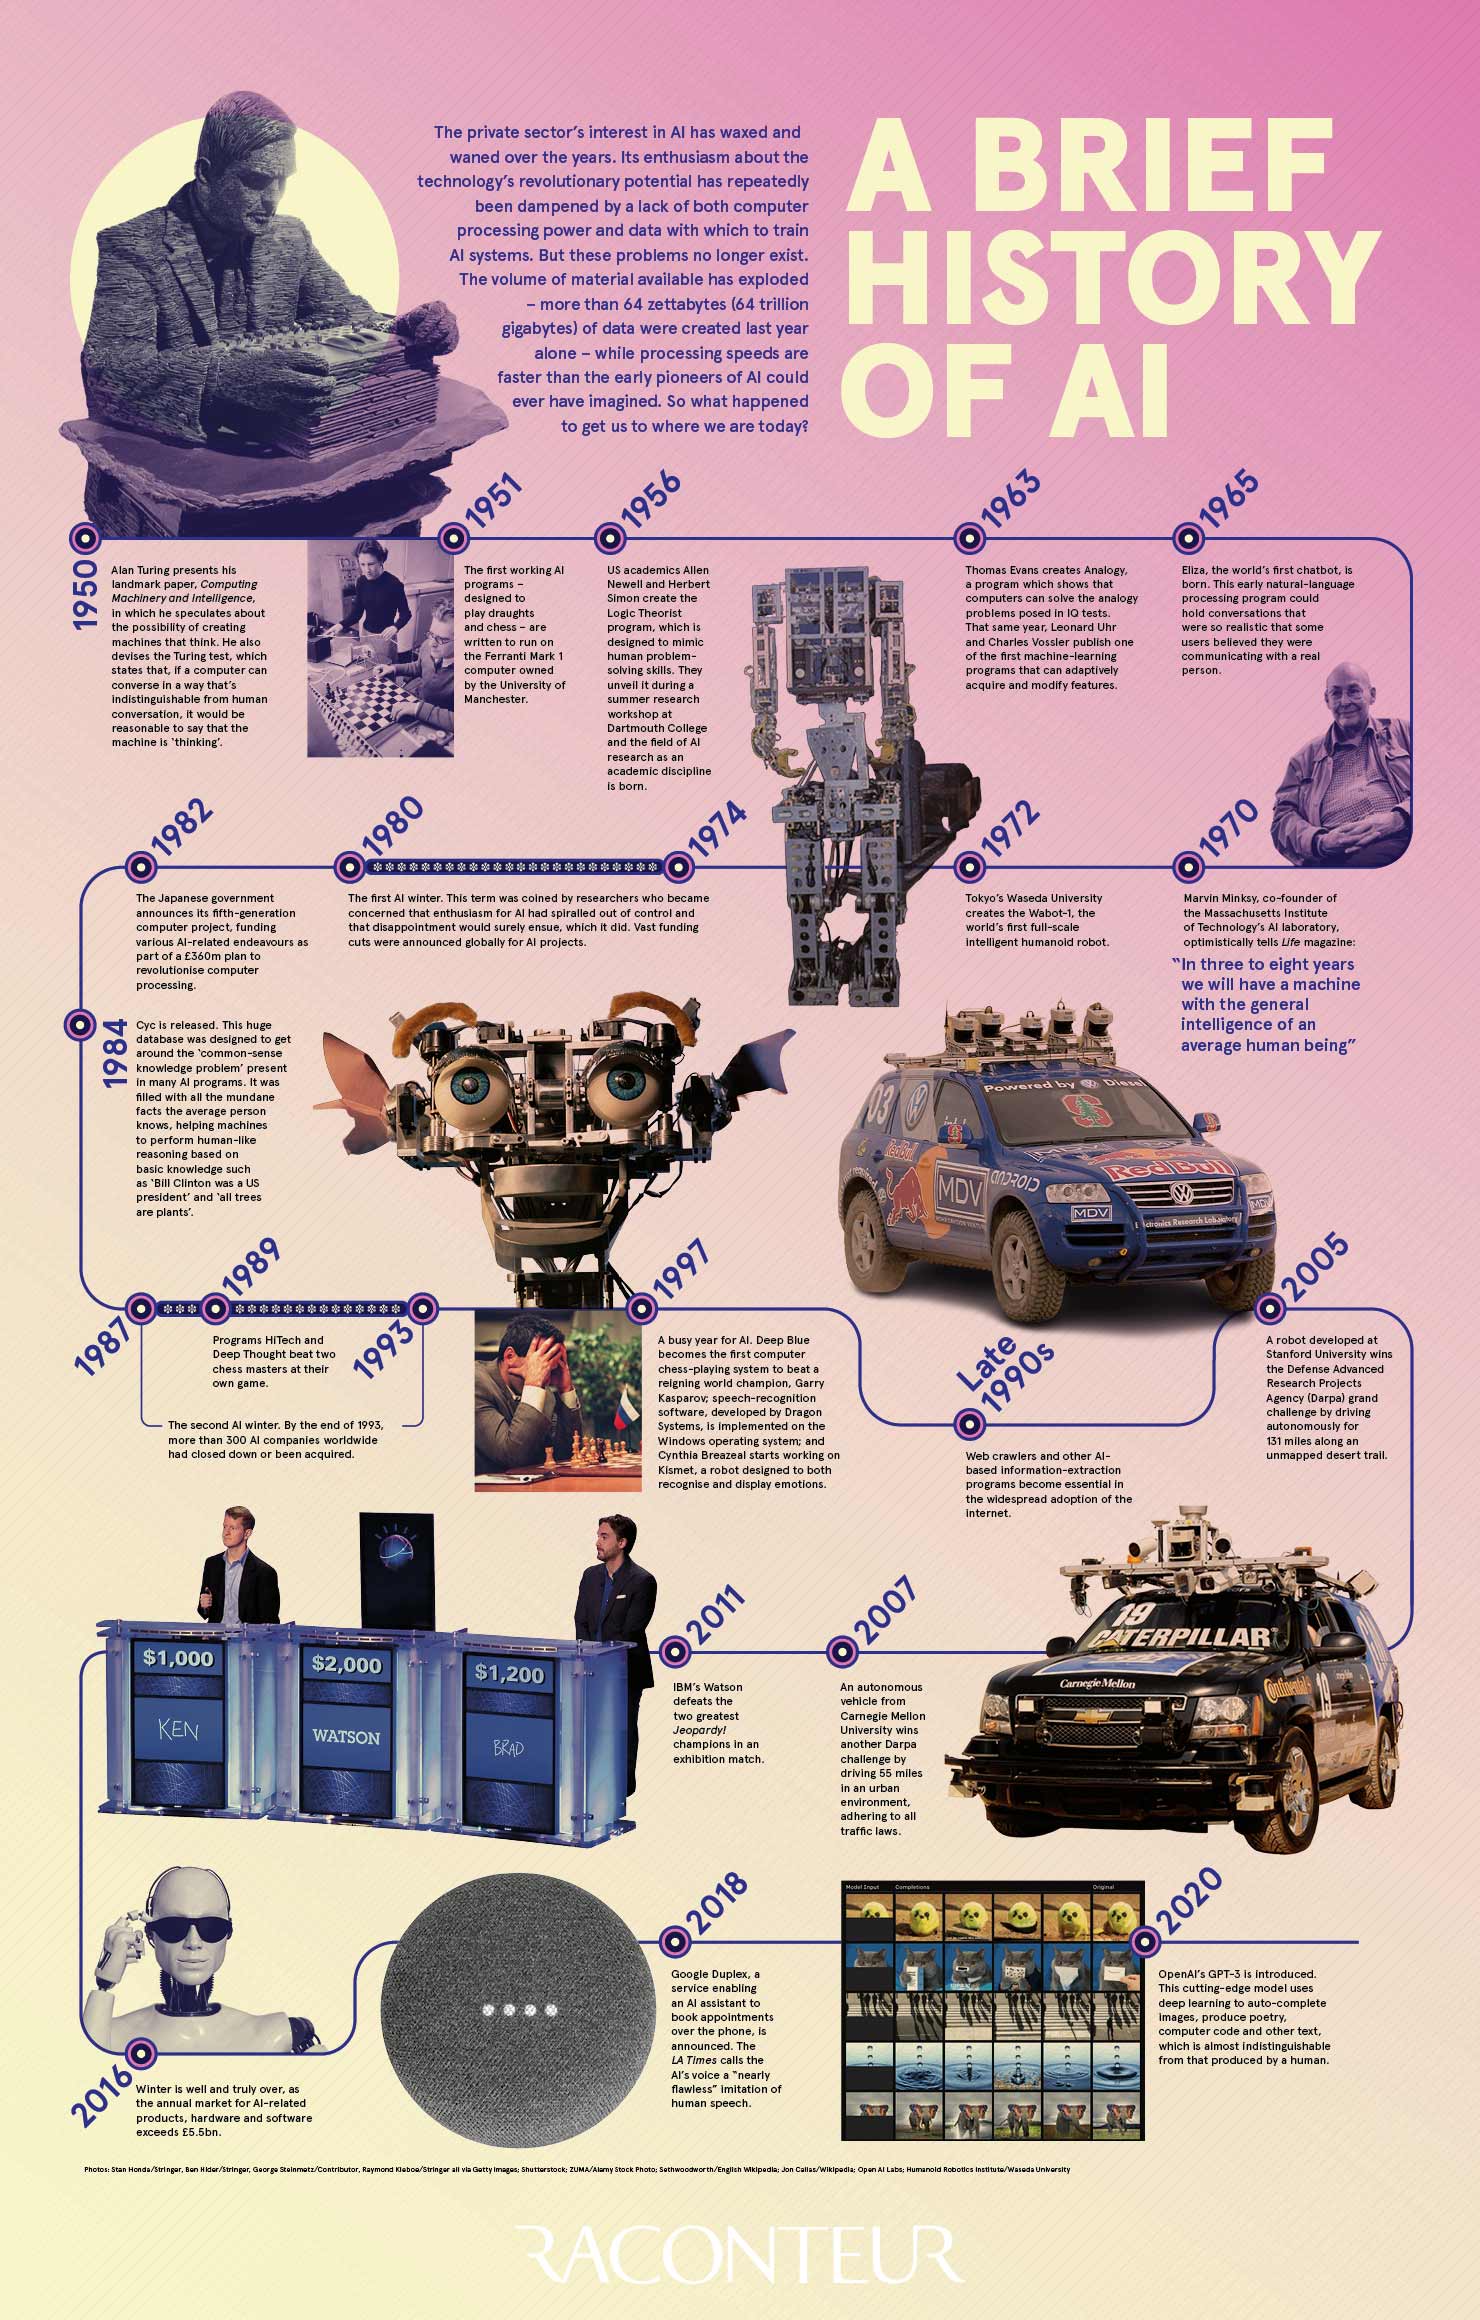 The private sector's interest in AI has waxed and
waned over the years. Its enthusiasm about the
technology's revolutionary potential has repeatedly
been dampened by a lack of both computer
processing power and data with which to train
AI systems. But these problems no longer exist.
The volume of material available has exploded
– more than 64 zettabytes (64 trillion
gigabytes) of data were created last year
alone – while processing speeds are
faster than the early pioneers of AI could
ever have imagined. So what happened
to get us to where we are today?
A BRIEF
HISTORY
OF AI
1950
Alan Turing presents his
landmark paper, Computing
Machinery and Intelligence,
in which he speculates about
the possibility of creating
machines that think. He also
devises the Turing test, which
states that, if a computer can
converse in a way that's
indistinguishable from human
conversation, it would be
reasonable to say that the
machine is 'thinking'.
1951
The first working AI
programs –
designed to
play draughts
and chess – are
written to run on
the Ferranti Mark 1
computer owned
by the University of
Manchester.
1956
US academics Allen
Newell and Herbert
Simon create the
Logic Theorist
program, which is
designed to mimic
human problem-
solving skills. They
unveil it during a
summer research
workshop at
Dartmouth College
and the field of AI
research as an
academic discipline
is born.
1963
Thomas Evans creates Analogy,
a program which shows that
computers can solve the analogy
problems posed in IQ tests.
That same year, Leonard Uhr
and Charles Vossler publish one
of the first machine-learning
programs that can adaptively
acquire and modify features.
1965
Eliza, the world's first chatbot, is
born. This early natural-language
processing program could
hold conversations that
were so realistic that some
users believed they were
communicating with a real
person.
1970
Marvin Minksy, co-founder of
the Massachusetts Institute
of Technology's AI laboratory,
optimistically tells Life magazine:
"In three to eight years
we will have a machine
with the general
intelligence of an
average human being"
1972
Tokyo's Waseda University
creates the Wabot-1, the
world's first full-scale
intelligent humanoid robot.
1974
1980
The first AI winter. This term was coined by researchers who became
concerned that enthusiasm for AI had spiralled out of control and
that disappointment would surely ensue, which it did. Vast funding
cuts were announced globally for AI projects.
1982
The Japanese government
announces its fifth-generation
computer project, funding
various AI-related endeavours as
part of a £360m plan to
revolutionise computer
processing.
1984
Cyc is released. This huge
database was designed to get
around the 'common-sense
knowledge problem' present
in many AI programs. It was
filled with all the mundane
facts the average person
knows, helping machines
to perform human-like
reasoning based on
basic knowledge such
as 'Bill Clinton was a US
president' and 'all trees
are plants'.
Powered by Diesel
03
Red Bull
Red Bull
MDV
ANDROID
MDV
MDV
Electronics Research Laboratory
1987
1989
Programs HiTech and
Deep Thought beat two
chess masters at their
own game.
1993
The second AI winter. By the end of 1993,
more than 300 AI companies worldwide
had closed down or been acquired.
1997
A busy year for AI. Deep Blue
becomes the first computer
chess-playing system to beat a
reigning world champion, Garry
Kasparov; speech-recognition
software, developed by Dragon
Systems, is implemented on the
Windows operating system; and
Cynthia Breazeal starts working on
Kismet, a robot designed to both
recognise and display emotions.
Late
1990s
Web crawlers and other AI-
based information-extraction
programs become essential in
the widespread adoption of the
internet.
2005
A robot developed at
Stanford University wins
the Defense Advanced
Research Projects
Agency (Darpa) grand
challenge by driving
autonomously for
131 miles along an
unmapped desert trail.
19
CATERPILLAR
Carnegie Mellon
Continental
19
2007
An autonomous
vehicle from
Carnegie Mellon
University wins
another Darpa
challenge by
driving 55 miles
in an urban
environment,
adhering to all
traffic laws.
2011
IBM's Watson
defeats the
two greatest
Jeopardy!
champions in an
exhibition match.
$1,000
$2,000
$1,200
KEN
WATSON
BRAD
2016
Winter is well and truly over, as
the annual market for AI-related
products, hardware and software
exceeds £5.5bn.
2018
Google Duplex, a
service enabling
an AI assistant to
book appointments
over the phone, is
announced. The
LA Times calls the
AI's voice a "nearly
flawless" imitation of
human speech.
Model Input
Completions
Original
2020
OpenAI's GPT-3 is introduced.
This cutting-edge model uses
deep learning to auto-complete
images, produce poetry,
computer code and other text,
which is almost indistinguishable
from that produced by a human.
Photos: Stan Honda/Stringer, Ben Hider/Stringer, George Steinmetz/Contributor, Raymond Kleboe/Stringer all via Getty Images; Shutterstock; ZUMA/Alamy Stock Photo; Sethwoodworth/English Wikipedia; Jon Callas/Wikipedia; Open AI Labs; Humanoid Robotics Institute/Waseda University
RACONTEUR